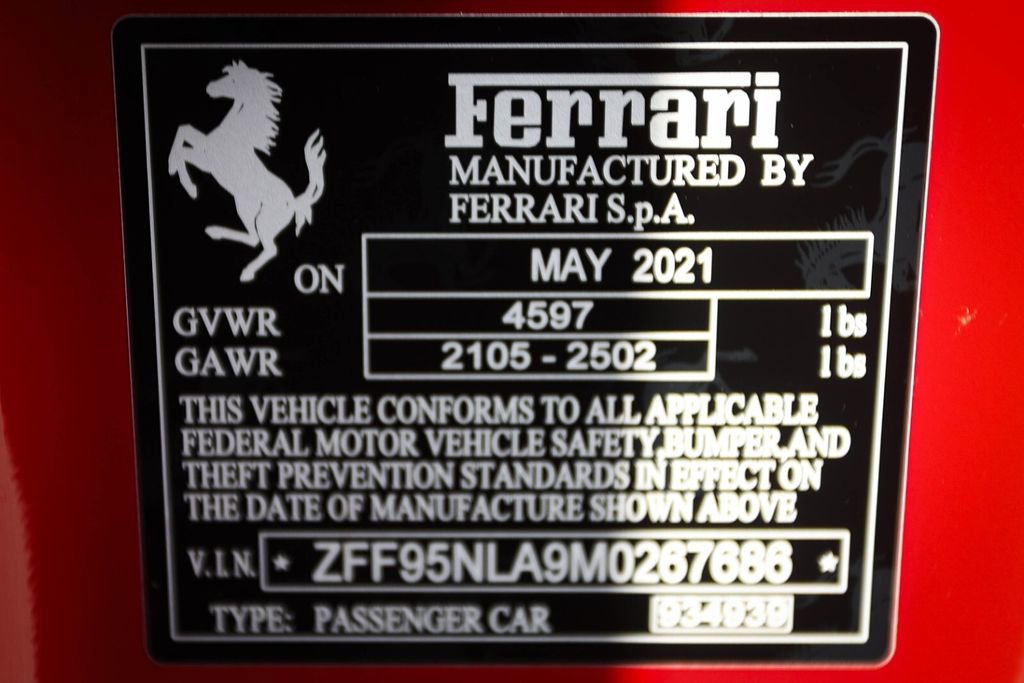 Ferrari
MANUFACTURED BY
FERRARI S.p.A.
ON MAY 2021
GVWR 4597 lbs
GAWR 2105 - 2502 lbs
THIS VEHICLE CONFORMS TO ALL APPLICABLE
FEDERAL MOTOR VEHICLE SAFETY,BUMPER,AND
THEFT PREVENTION STANDARDS IN EFFECT ON
THE DATE OF MANUFACTURE SHOWN ABOVE
V.I.N. * ZFF95NLA9M0267686 *
TYPE: PASSENGER CAR 934939